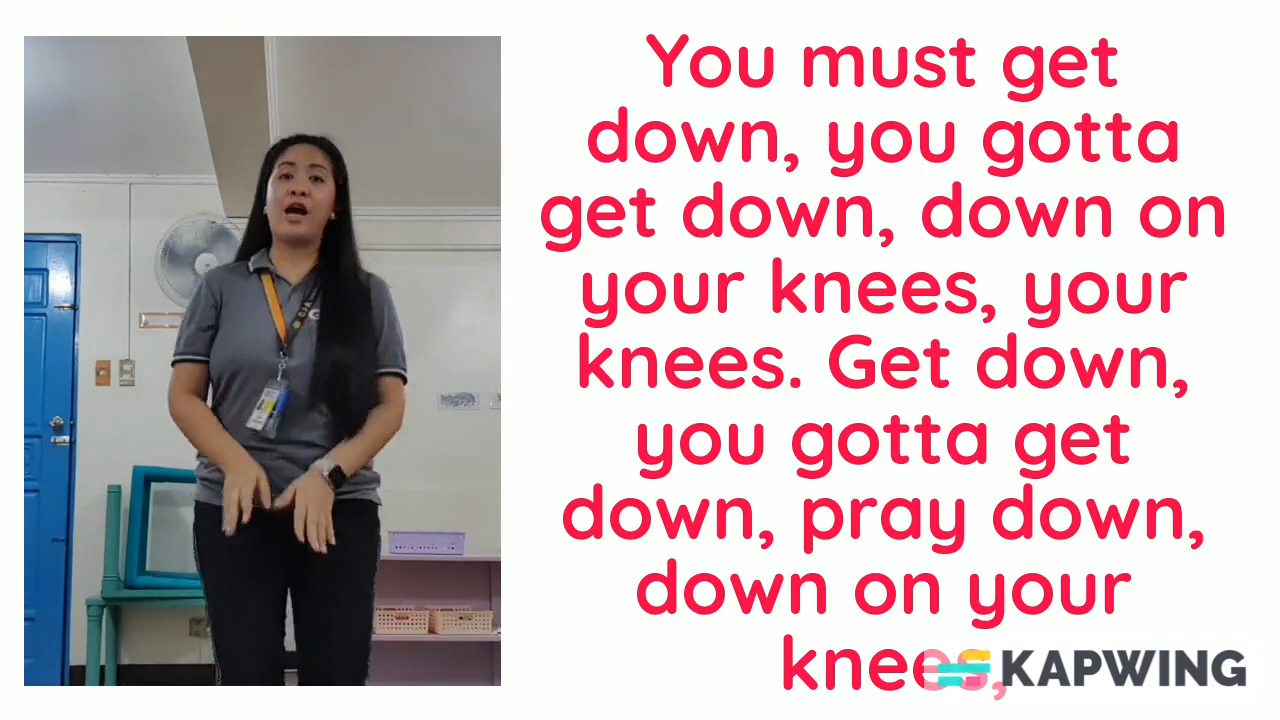 You must get
down, you gotta
get down, down on
your knees, your
knees. Get down,
you gotta get
down, pray down,
down on your
knees,
KAPWING